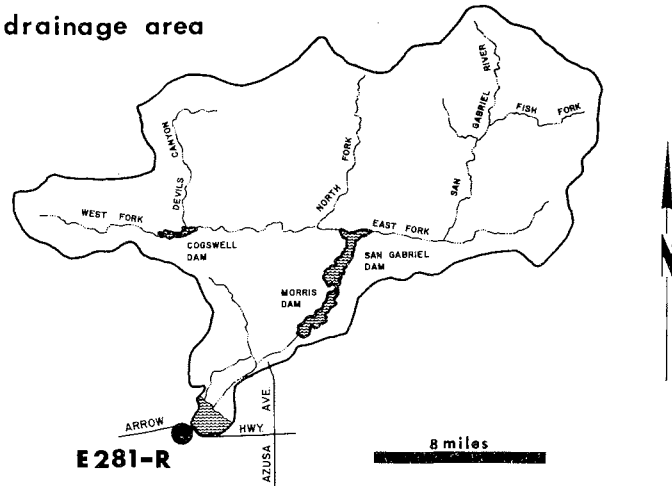 drainage area
RIVER
GABRIEL
SAN
FISH FORK
DEVILS CANYON
NORTH FORK
WEST FORK
EAST FORK
COGSWELL
DAM
SAN GABRIEL
DAM
MORRIS
DAM
N
ARROW HWY.
AZUSA AVE.
E281-R
8 miles